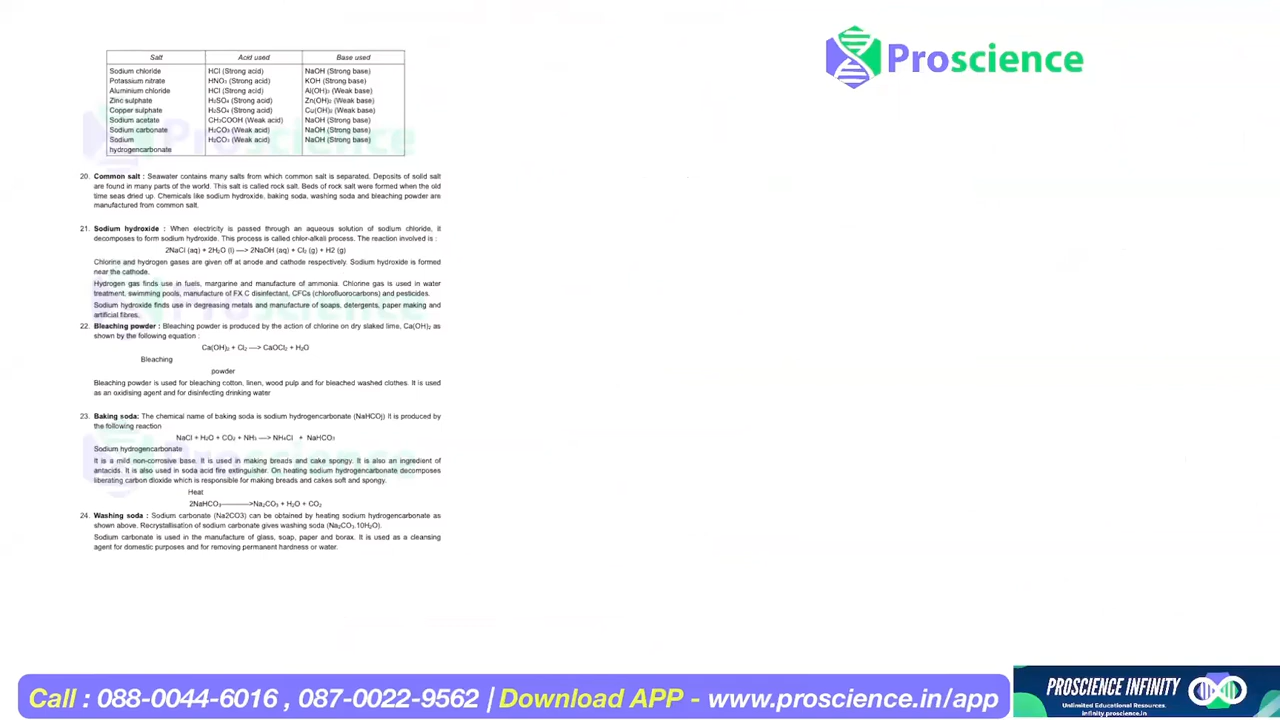 Proscience
Salt Acid used Base used
Sodium chloride HCl (Strong acid) NaOH (Strong base)
Potassium nitrate HNO₃ (Strong acid) KOH (Strong base)
Aluminium chloride HCl (Strong acid) Al(OH)₃ (Weak base)
Zinc sulphate H₂SO₄ (Strong acid) Zn(OH)₂ (Weak base)
Copper sulphate H₂SO₄ (Strong acid) Cu(OH)₂ (Weak base)
Sodium acetate CH₃COOH (Weak acid) NaOH (Strong base)
Sodium carbonate H₂CO₃ (Weak acid) NaOH (Strong base)
Sodium H₂CO₃ (Weak acid) NaOH (Strong base)
hydrogencarbonate
20. Common salt : Seawater contains many salts from which common salt is separated. Deposits of solid salt
are found in many parts of the world. This salt is called rock salt. Beds of rock salt were formed when the old
time seas dried up. Chemicals like sodium hydroxide, baking soda, washing soda and bleaching powder are
manufactured from common salt.
21. Sodium hydroxide : When electricity is passed through an aqueous solution of sodium chloride, it
decomposes to form sodium hydroxide. This process is called chlor-alkali process. The reaction involved is :
2NaCl (aq) + 2H₂O (l) —> 2NaOH (aq) + Cl₂ (g) + H2 (g)
Chlorine and hydrogen gases are given off at anode and cathode respectively. Sodium hydroxide is formed
near the cathode.
Hydrogen gas finds use in fuels, margarine and manufacture of ammonia. Chlorine gas is used in water
treatment, swimming pools, manufacture of FX C disinfectant, CFCs (chlorofluorocarbons) and pesticides.
Sodium hydroxide finds use in degreasing metals and manufacture of soaps, detergents, paper making and
artificial fibres.
22. Bleaching powder : Bleaching powder is produced by the action of chlorine on dry slaked lime, Ca(OH)₂ as
shown by the following equation :
Ca(OH)₂ + Cl₂ —> CaOCl₂ + H₂O
Bleaching
powder
Bleaching powder is used for bleaching cotton, linen, wood pulp and for bleached washed clothes. It is used
as an oxidising agent and for disinfecting drinking water
23. Baking soda: The chemical name of baking soda is sodium hydrogencarbonate (NaHCO₃) It is produced by
the following reaction
NaCl + H₂O + CO₂ + NH₃ —> NH₄Cl + NaHCO₃
Sodium hydrogencarbonate
It is a mild non-corrosive base. It is used in making breads and cake spongy. It is also an ingredient of
antacids. It is also used in soda acid fire extinguisher. On heating sodium hydrogencarbonate decomposes
liberating carbon dioxide which is responsible for making breads and cakes soft and spongy.
Heat
2NaHCO₃———>Na₂CO₃ + H₂O + CO₂
24. Washing soda : Sodium carbonate (Na2CO3) can be obtained by heating sodium hydrogencarbonate as
shown above. Recrystallisation of sodium carbonate gives washing soda (Na₂CO₃.10H₂O).
Sodium carbonate is used in the manufacture of glass, soap, paper and borax. It is used as a cleansing
agent for domestic purposes and for removing permanent hardness or water.
Call : 088-0044-6016 , 087-0022-9562 | Download APP - www.proscience.in/app
PROSCIENCE INFINITY
Unlimited Educational Resources.
infinity.proscience.in